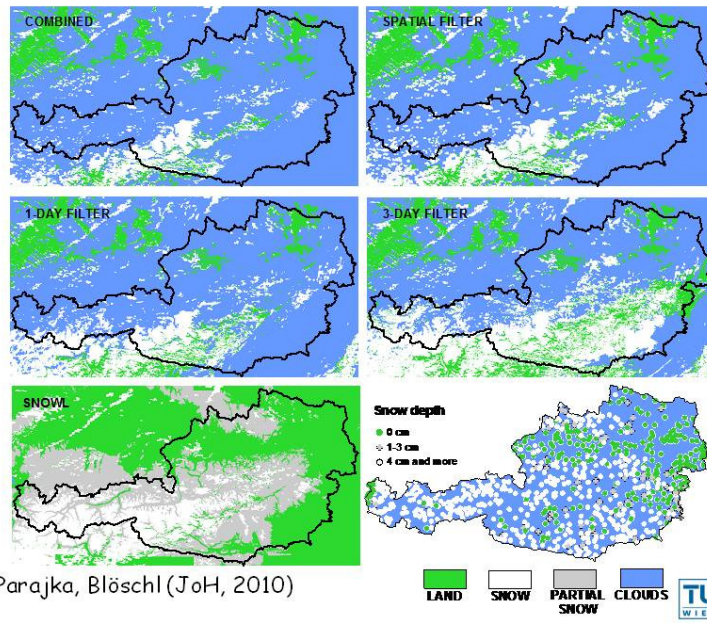 COMBINED
SPATIAL FILTER
1-DAY FILTER
3-DAY FILTER
SNOWL
Snow depth
0 cm
1-3 cm
4 cm and more
Parajka, Blöschl (JoH, 2010)
LAND
SNOW
PARTIAL
SNOW
CLOUDS
TU
WIE